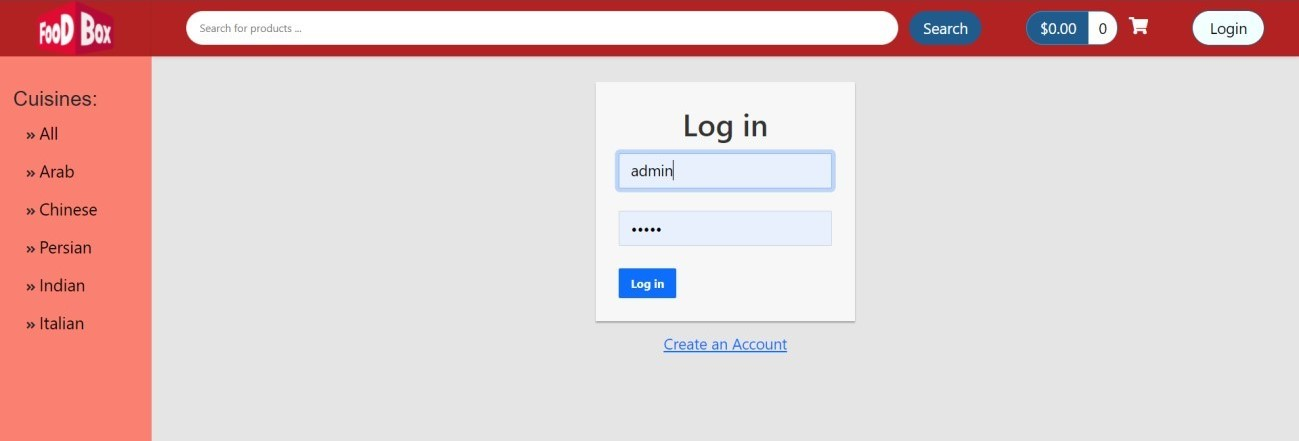 FooD Box
Search for products ...
Search
$0.00 0
Login
Cuisines:
» All
» Arab
» Chinese
» Persian
» Indian
» Italian
Log in
admin
•••••
Log in
Create an Account